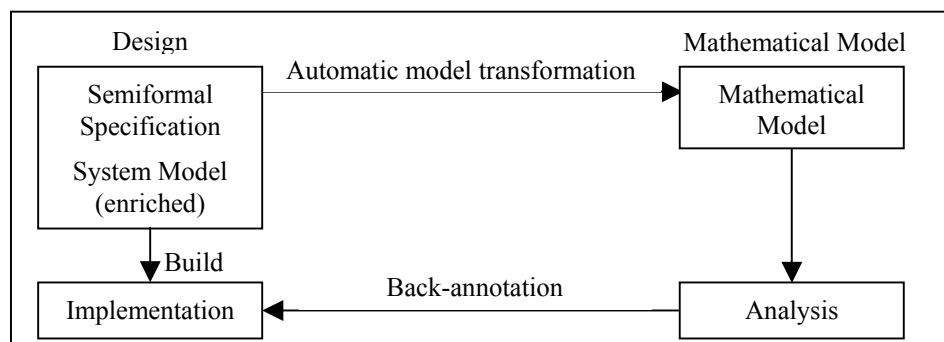 Design
Mathematical Model
Automatic model transformation
Semiformal
Specification
System Model
(enriched)
Mathematical
Model
Build
Back-annotation
Implementation
Analysis